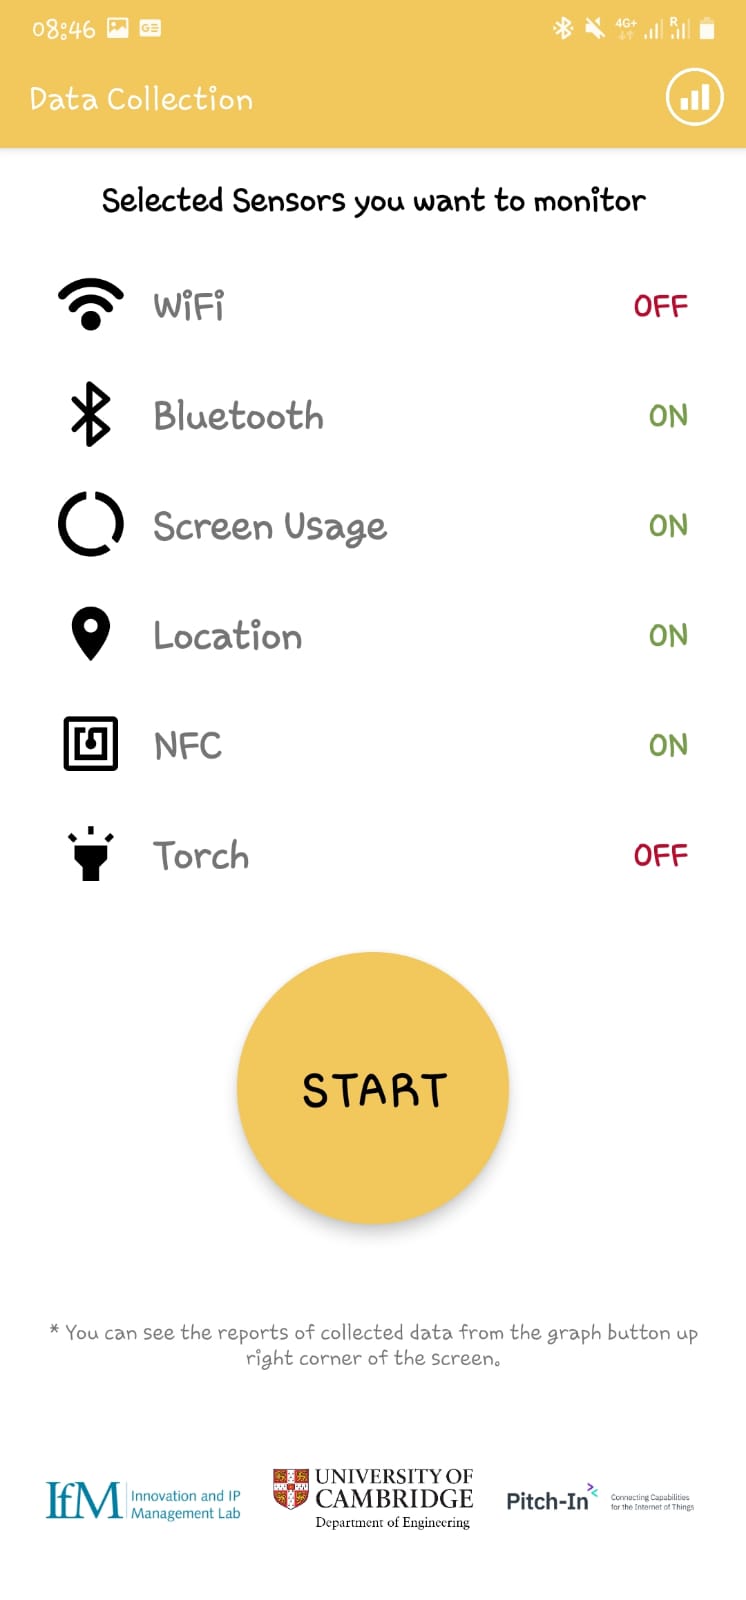 08:46 GE 4G+ R
Data Collection
Selected Sensors you want to monitor
WiFi OFF
Bluetooth ON
Screen Usage ON
Location ON
NFC ON
Torch OFF
START
* You can see the reports of collected data from the graph button up
right corner of the screen.
IfM Innovation and IP
Management Lab
UNIVERSITY OF
CAMBRIDGE
Department of Engineering
Pitch-In Connecting Capabilities
for the Internet of Things